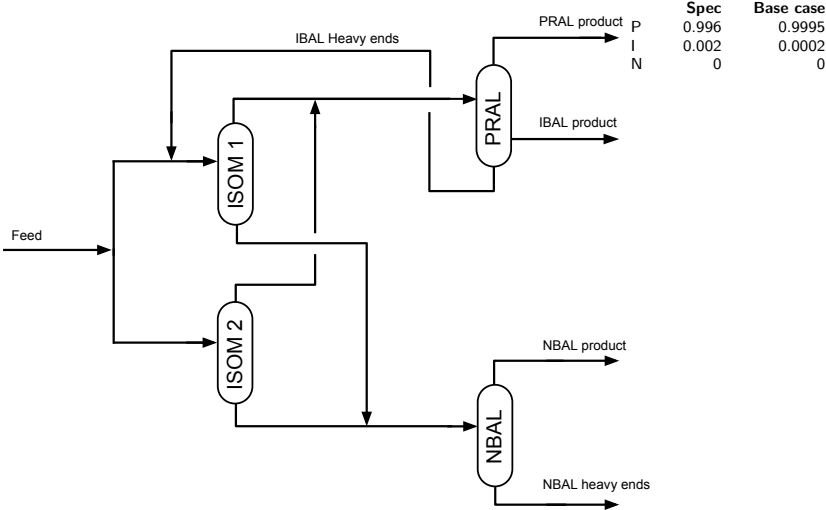 Spec Base case
PRAL product P 0.996 0.9995
I 0.002 0.0002
N 0 0
IBAL Heavy ends
PRAL
IBAL product
ISOM 1
Feed
ISOM 2
NBAL product
NBAL
NBAL heavy ends